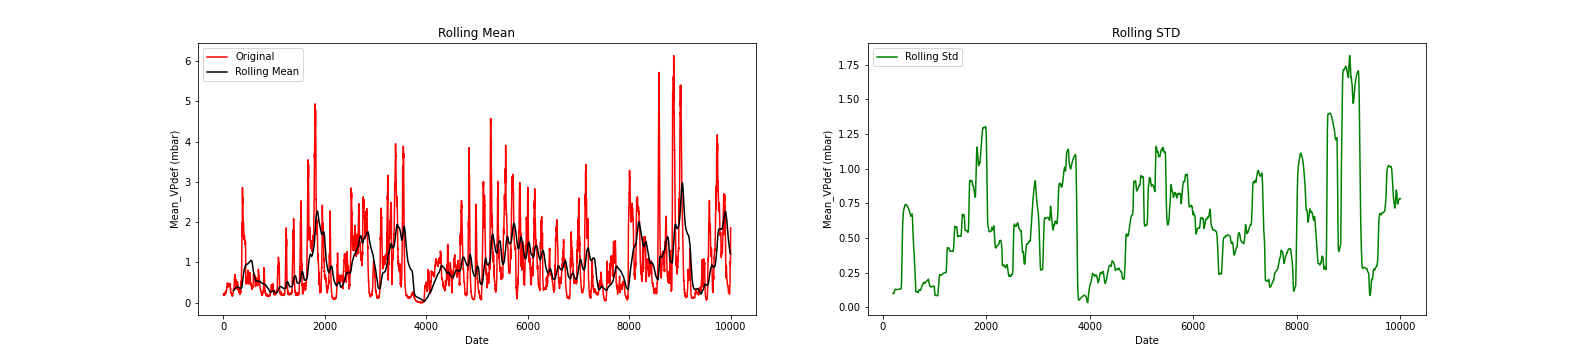 Rolling Mean
Original
Rolling Mean
Mean_VPdef (mbar)
6
5
4
3
2
1
0
0 2000 4000 6000 8000 10000
Date
Rolling STD
Rolling Std
Mean_VPdef (mbar)
1.75
1.50
1.25
1.00
0.75
0.50
0.25
0.00
0 2000 4000 6000 8000 10000
Date